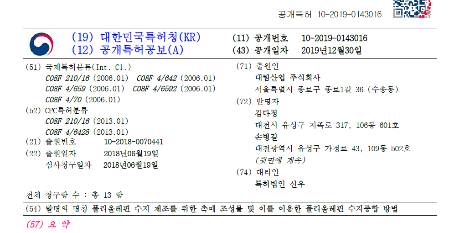 공개특허 10-2019-0143016
(19) 대한민국특허청(KR)
(12) 공개특허공보(A)
(11) 공개번호 10-2019-0143016
(43) 공개일자 2019년12월30일
(51) 국제특허분류(Int. Cl.)
C08F 210/16 (2006.01) C08F 4/642 (2006.01)
C08F 4/659 (2006.01) C08F 4/6592 (2006.01)
C08F 4/70 (2006.01)
(52) CPC특허분류
C08F 210/16 (2013.01)
C08F 4/6428 (2013.01)
(21) 출원번호 10-2018-0070441
(22) 출원일자 2018년06월19일
심사청구일자 2018년06월19일
(71) 출원인
대림산업 주식회사
서울특별시 종로구 종로1길 36 (수송동)
(72) 발명자
김다정
대전시 유성구 지족로 317, 106동 601호
손병길
대전광역시 유성구 가정로 43, 109동 502호
(뒷면에 계속)
(74) 대리인
특허법인 신우
전체 청구항 수 : 총 13 항
(54) 발명의 명칭 폴리올레핀 수지 제조를 위한 촉매 조성물 및 이를 이용한 폴리올레핀 수지중합 방법
(57) 요 약